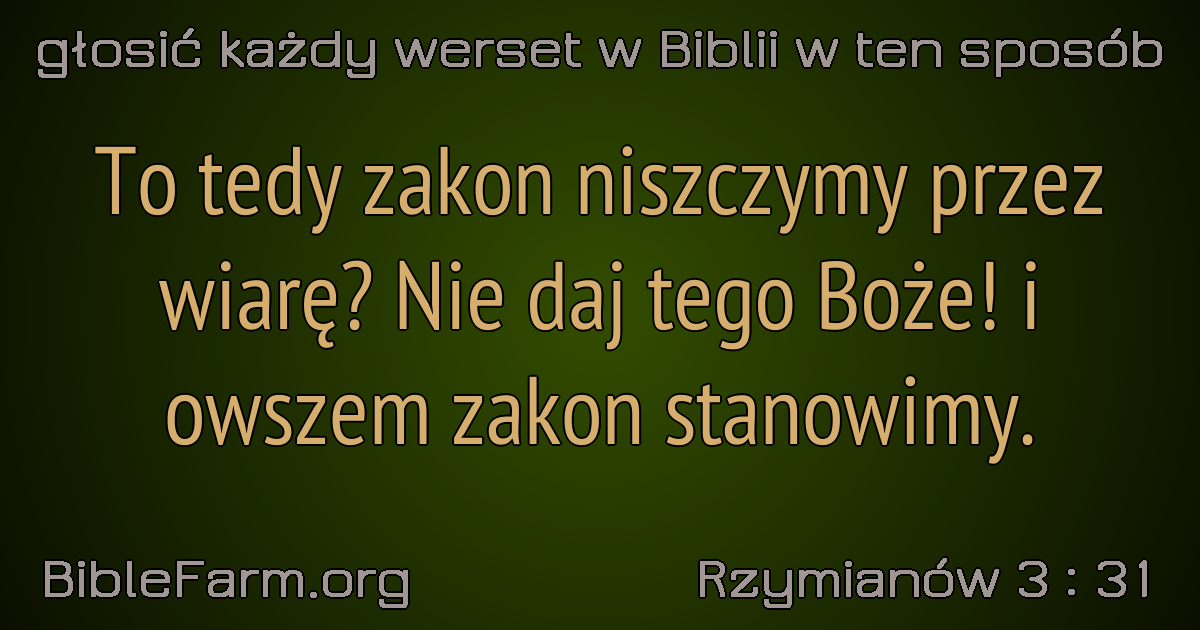 głosić każdy werset w Biblii w ten sposób
To tedy zakon niszczymy przez
wiarę? Nie daj tego Boże! i
owszem zakon stanowimy.
BibleFarm.org
Rzymianów 3 : 31